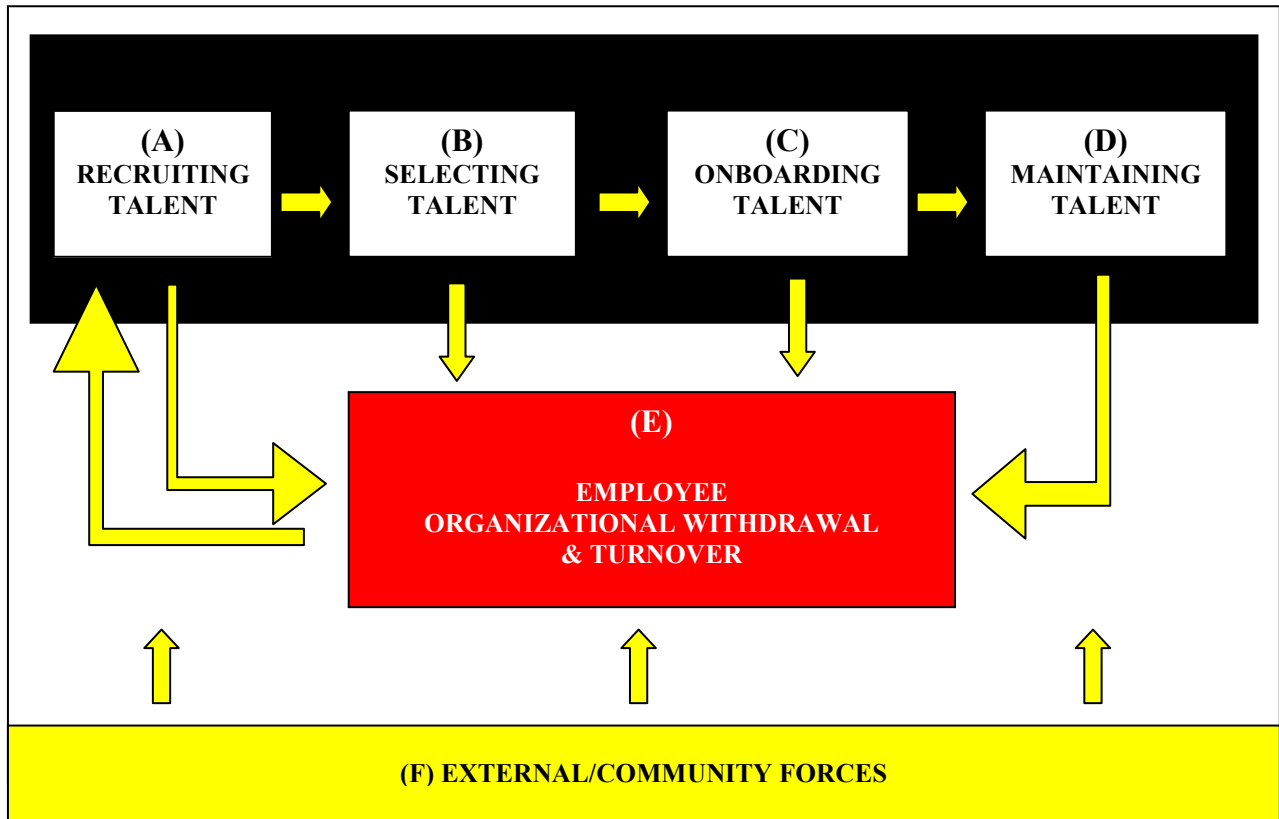 (A)
RECRUITING
TALENT
(B)
SELECTING
TALENT
(C)
ONBOARDING
TALENT
(D)
MAINTAINING
TALENT
(E)
EMPLOYEE
ORGANIZATIONAL WITHDRAWAL
& TURNOVER
(F) EXTERNAL/COMMUNITY FORCES